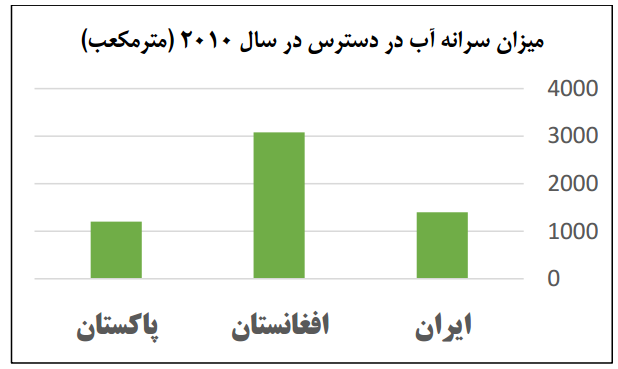 میزان سرانه آب در دسترس در سال ۲۰۱۰ (مترمکعب)
4000
3000
2000
1000
0
ایران افغانستان پاکستان